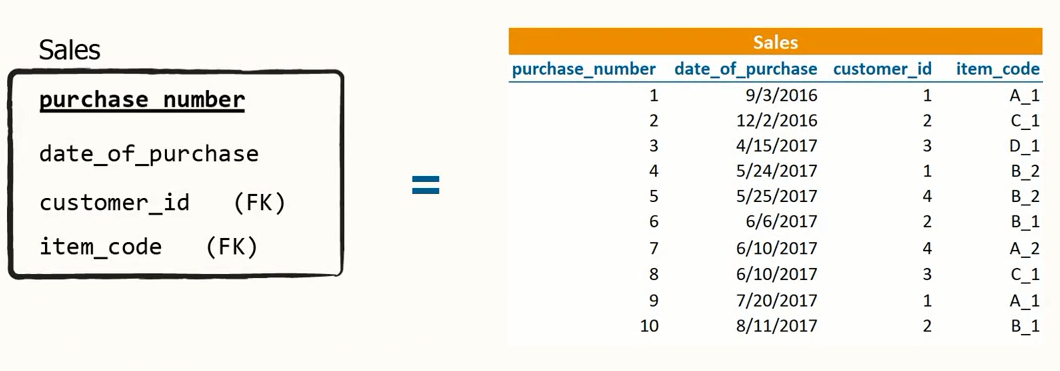 Sales
purchase_number
date_of_purchase
customer_id (FK)
item_code (FK)
=
Sales
purchase_number date_of_purchase customer_id item_code
1 9/3/2016 1 A_1
2 12/2/2016 2 C_1
3 4/15/2017 3 D_1
4 5/24/2017 1 B_2
5 5/25/2017 4 B_2
6 6/6/2017 2 B_1
7 6/10/2017 4 A_2
8 6/10/2017 3 C_1
9 7/20/2017 1 A_1
10 8/11/2017 2 B_1